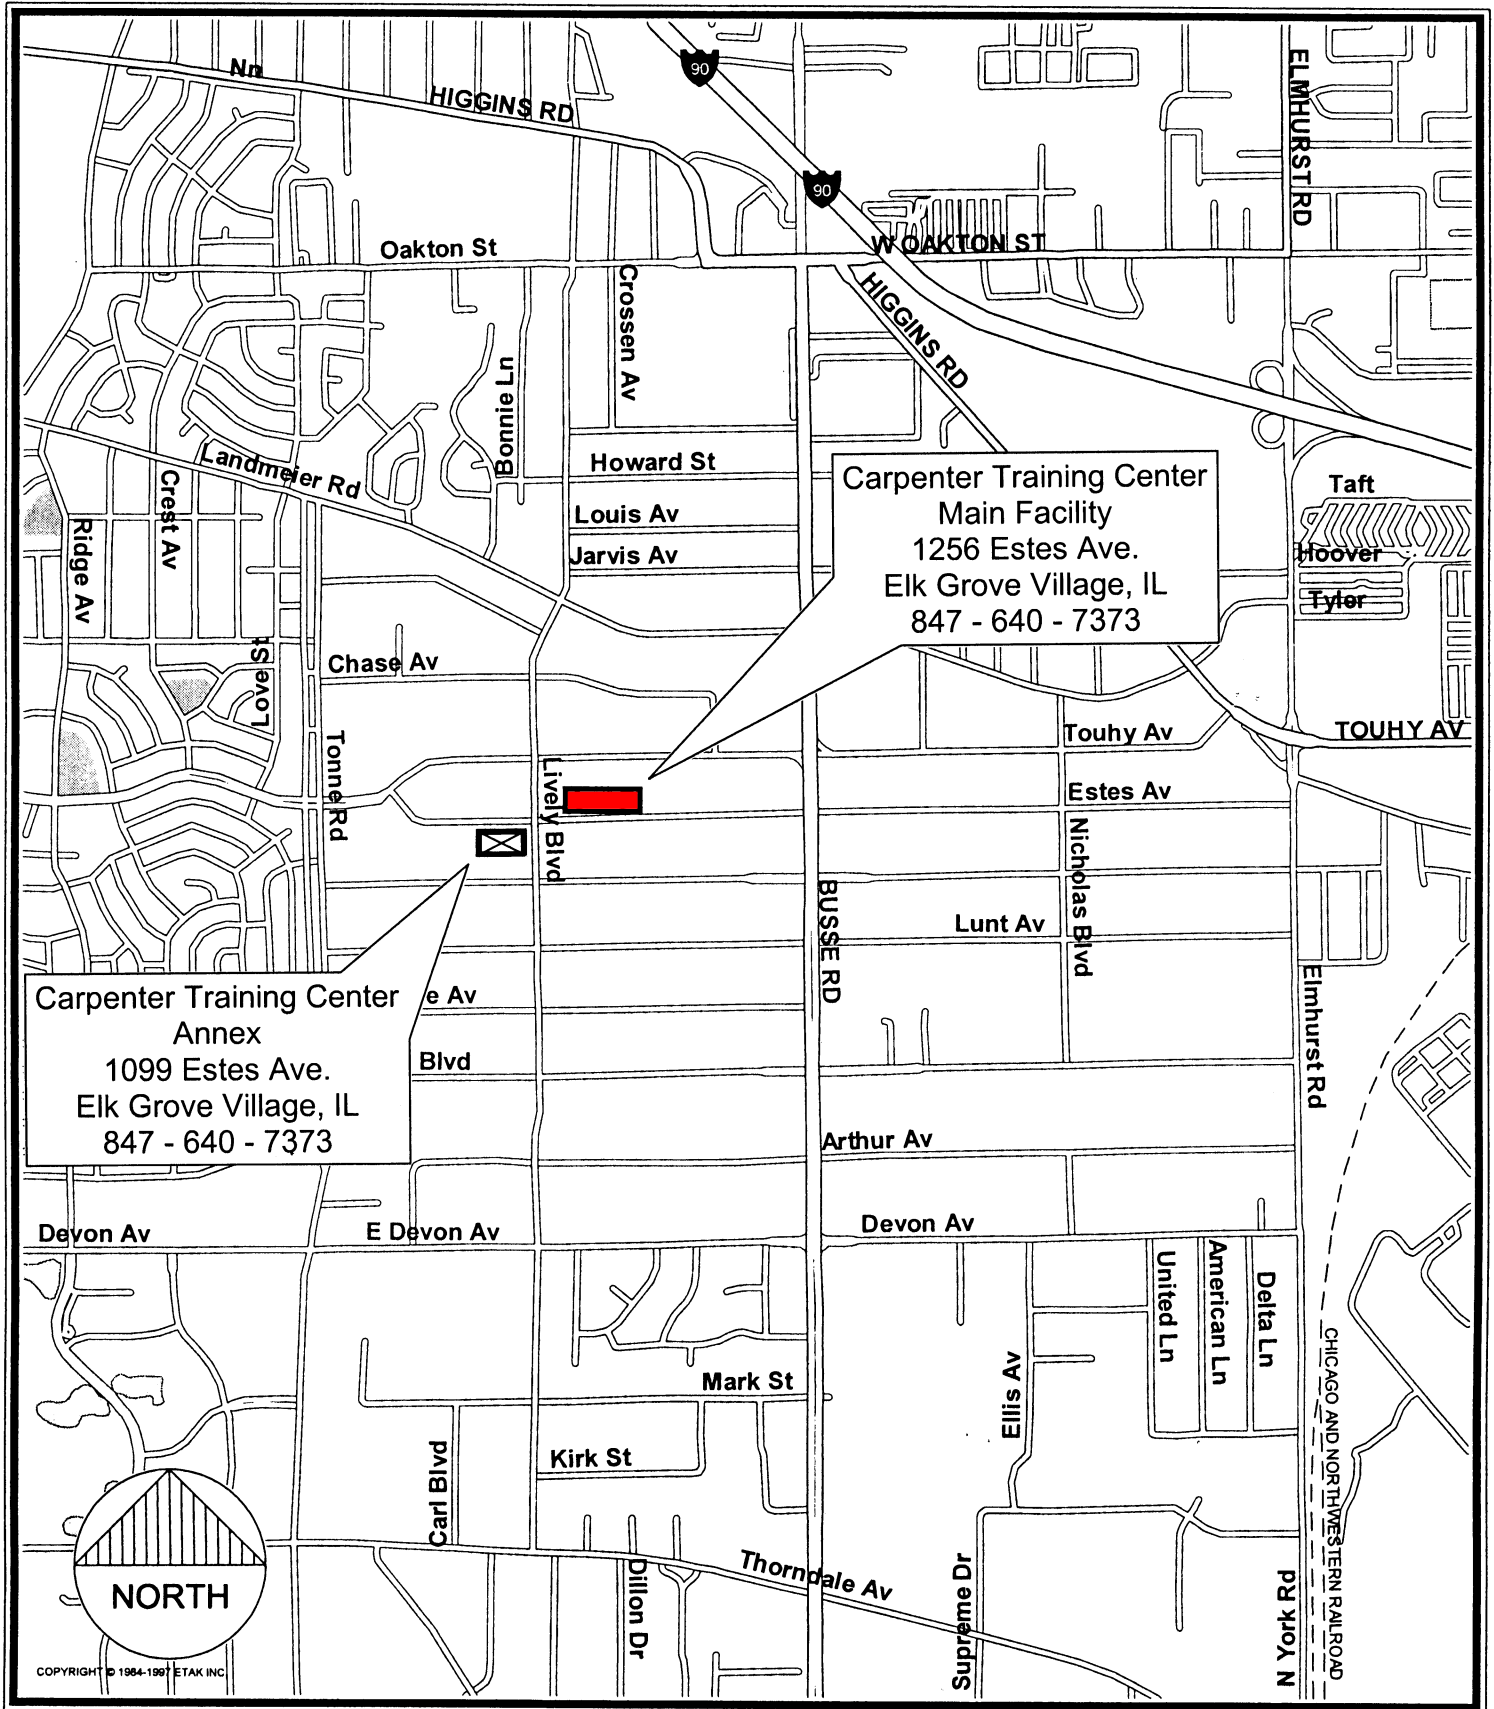 Nn
HIGGINS RD
90
90
ELMHURST RD
Oakton St
W OAKTON ST
Crossen Av
HIGGINS RD
Bonnie Ln
Landmeier Rd
Howard St
Crest Av
Ridge Av
Louis Av
Jarvis Av
Carpenter Training Center
Main Facility
1256 Estes Ave.
Elk Grove Village, IL
847 - 640 - 7373
Taft
Hoover
Tyler
Love St
Chase Av
Tonne Rd
Lively Blvd
Touhy Av
TOUHY AV
Estes Av
Nicholas Blvd
BUSSE RD
Lunt Av
Elmhurst Rd
Carpenter Training Center
Annex
1099 Estes Ave.
Elk Grove Village, IL
847 - 640 - 7373
e Av
Blvd
Arthur Av
Devon Av
E Devon Av
Devon Av
United Ln
American Ln
Delta Ln
Ellis Av
Mark St
Kirk St
Carl Blvd
CHICAGO AND NORTHWESTERN RAILROAD
Thorndale Av
Dillon Dr
Supreme Dr
N York Rd
NORTH
COPYRIGHT © 1984-1997 ETAK INC.